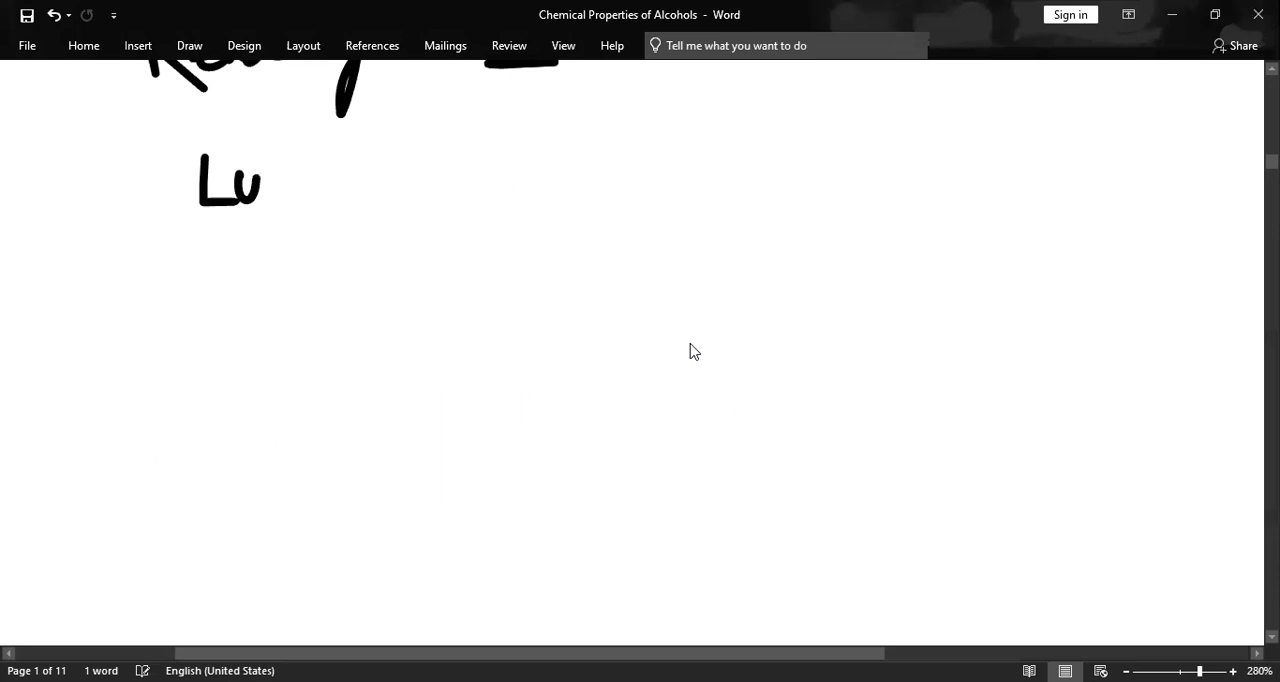 Chemical Properties of Alcohols - Word
Sign in
File Home Insert Draw Design Layout References Mailings Review View Help Tell me what you want to do Share
Lu
Page 1 of 11 1 word English (United States) 280%